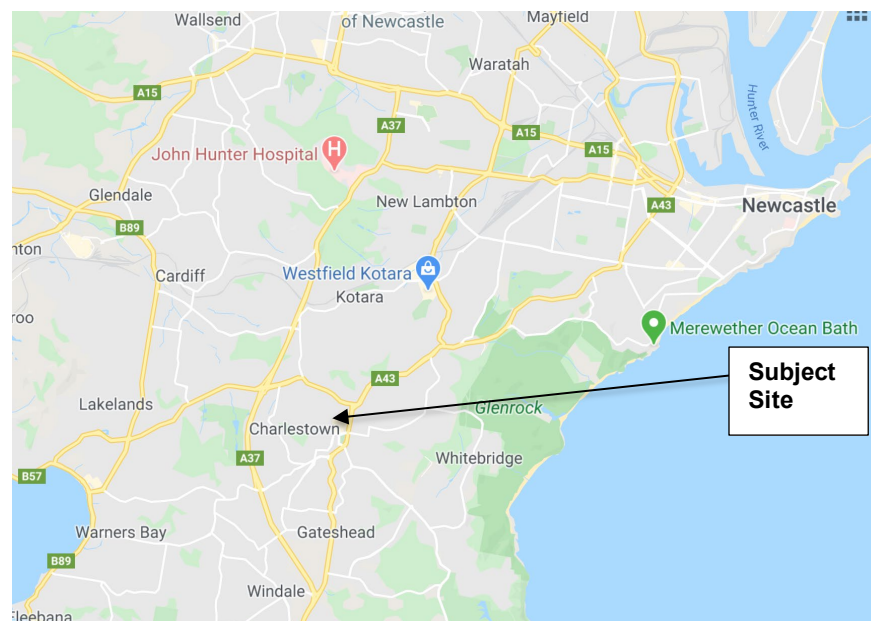 Wallsend
of Newcastle
Mayfield
Waratah
A15
A37
A15
Hunter River
John Hunter Hospital
H
A15
Glendale
New Lambton
A43
Newcastle
B89
nton
Westfield Kotara
Cardiff
Kotara
roo
Merewether Ocean Bath
Subject
Site
A43
Lakelands
Glenrock
Charlestown
A37
Whitebridge
B57
Warners Bay
Gateshead
B89
Windale
Eleebana